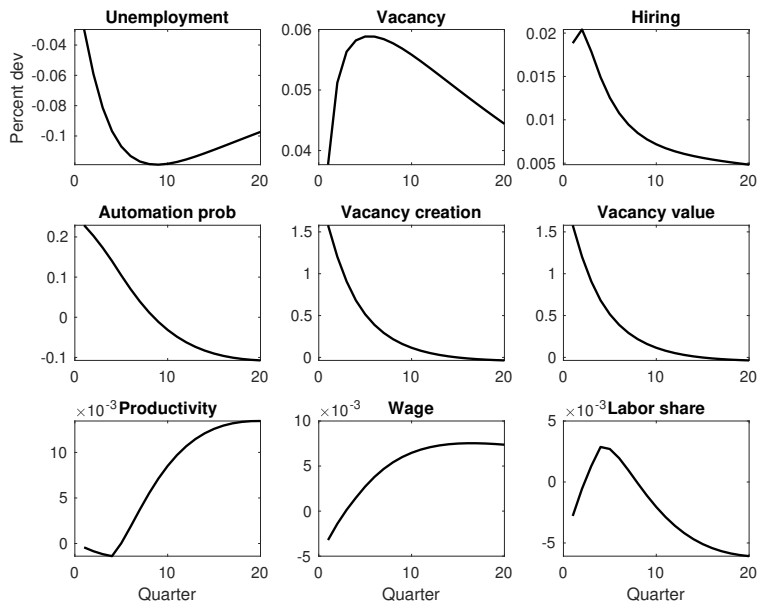 Unemployment Vacancy Hiring
Percent dev
-0.04 0.06 0.02
-0.06 0.015
-0.08 0.05 0.01
-0.1 0.04 0.005
0 10 20 0 10 20 0 10 20
Automation prob Vacancy creation Vacancy value
0.2 1.5 1.5
0.1 1 1
0 0.5 0.5
-0.1 0 0
0 10 20 0 10 20 0 10 20
×10⁻³ Productivity ×10⁻³ Wage ×10⁻³ Labor share
10 10 5
5 5 0
0 0 -5
-5
0 10 20 0 10 20 0 10 20
Quarter Quarter Quarter